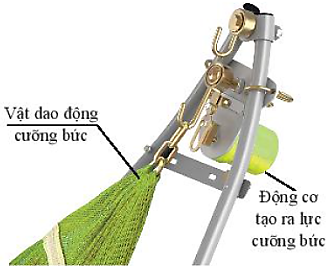 Vật dao động
cưỡng bức
Động cơ
tạo ra lực
cưỡng bức